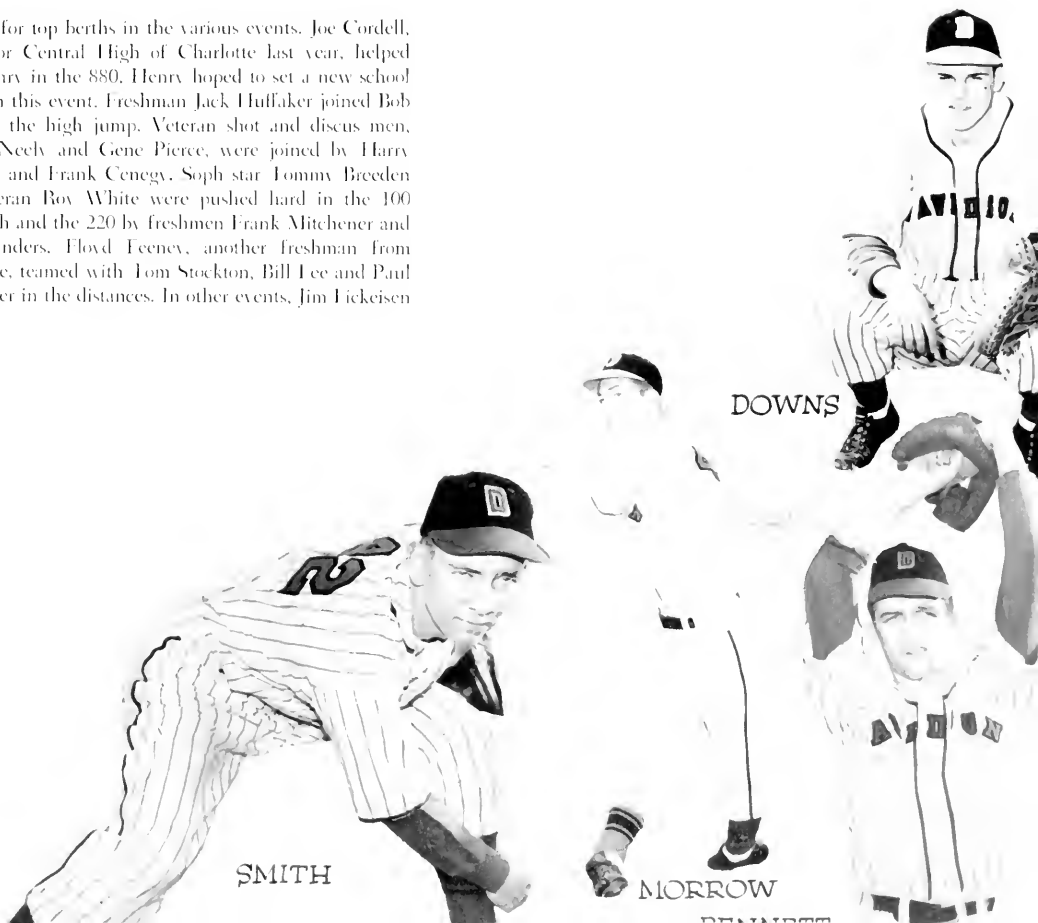 for top berths in the various events. Joe Cordell,
or Central High of Charlotte last year, helped
nry in the 880. Henry hoped to set a new school
n this event. Freshman Jack Huffaker joined Bob
the high jump. Veteran shot and discus men,
Neely and Gene Pierce, were joined by Harry
and Frank Cenegy. Soph star Tommy Breeden
eran Roy White were pushed hard in the 100
h and the 220 by freshmen Frank Mitchener and
nders. Floyd Feeney, another freshman from
e, teamed with Tom Stockton, Bill Lee and Paul
er in the distances. In other events, Jim Fickeisen
D
DOWNS
D
2
D
SMITH
MORROW
BENNETT